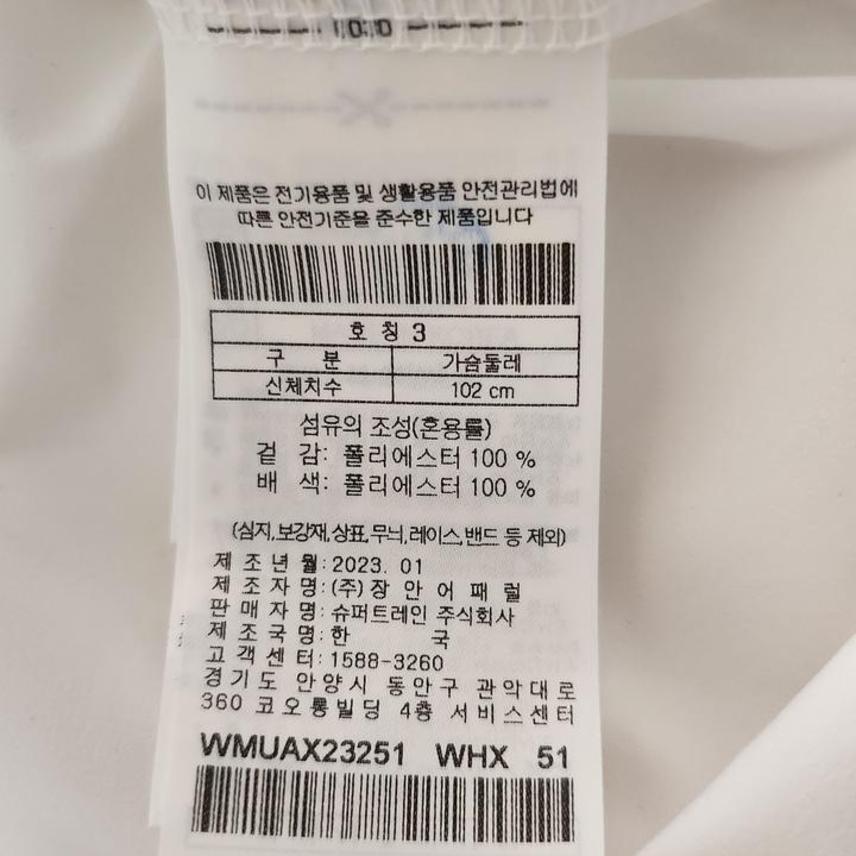 이 제품은 전기용품 및 생활용품 안전관리법에
따른 안전기준을 준수한 제품입니다
호 칭 3
구 분 가슴둘레
신체치수 102 cm
섬유의 조성(혼용률)
겉 감: 폴리에스터 100 %
배 색: 폴리에스터 100 %
(심지,보강재,상표,무늬,레이스,밴드 등 제외)
제 조 년 월: 2023. 01
제 조 자 명: (주) 장 안 어 패 럴
판 매 자 명: 슈퍼트레인 주식회사
제 조 국 명: 한 국
고 객 센 터: 1588-3260
경 기 도 안 양 시 동 안 구 관 악 대 로
360 코 오 롱 빌 딩 4층 서 비 스 센 터
WMUAX23251 WHX 51